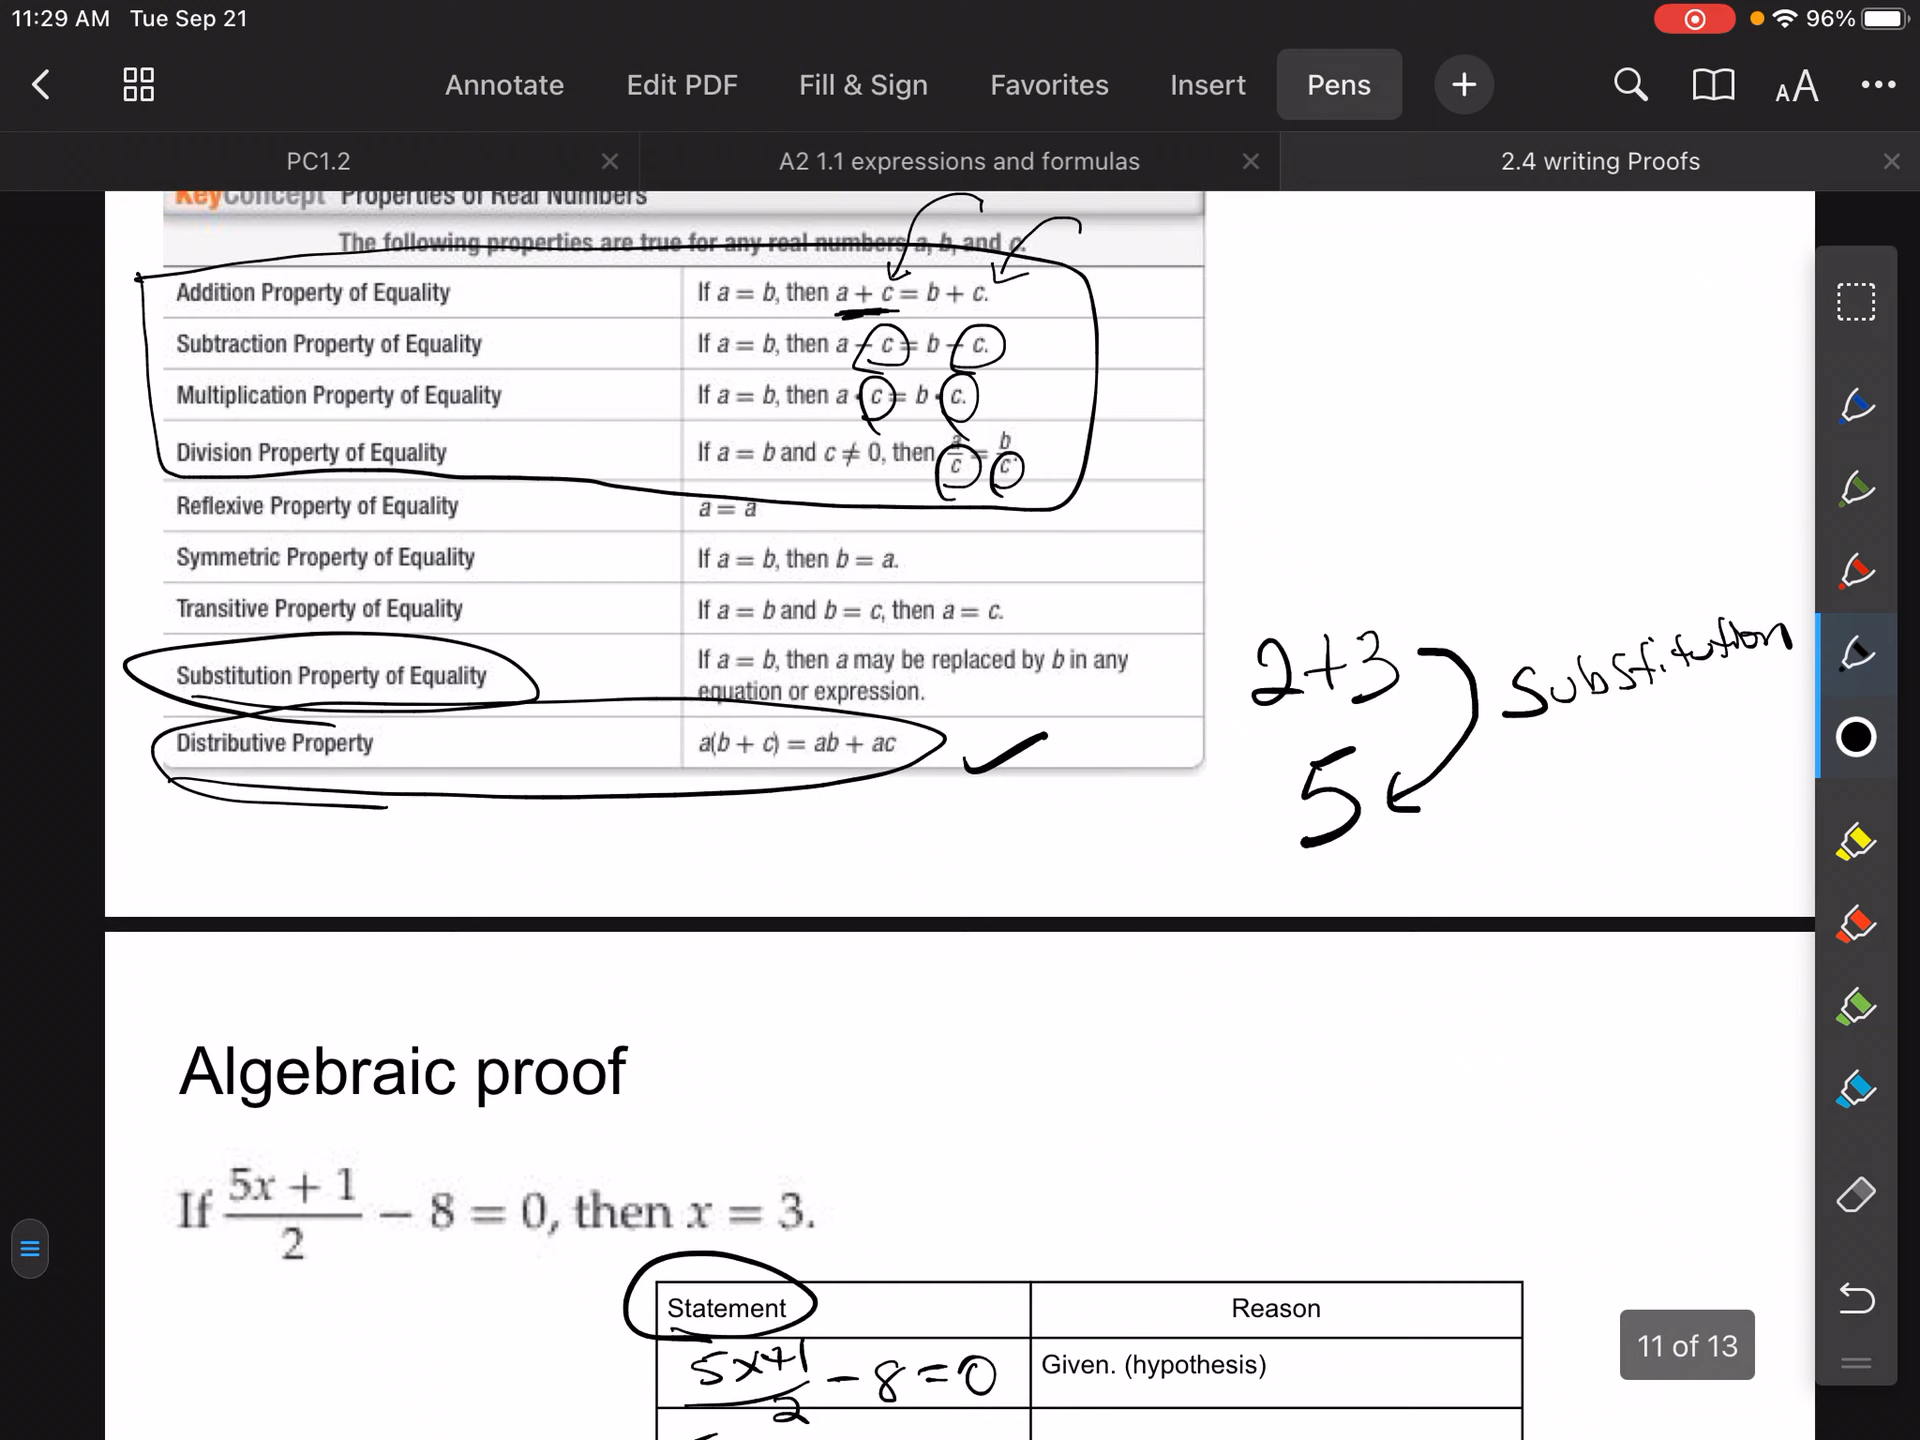 11:29 AM Tue Sep 21
96%
Annotate Edit PDF Fill & Sign Favorites Insert Pens
PC1.2
A2 1.1 expressions and formulas
2.4 writing Proofs
KeyConcept Properties of Real Numbers
The following properties are true for any real numbers a, b, and c.
Addition Property of Equality If a = b, then a + c = b + c.
Subtraction Property of Equality If a = b, then a − c = b − c.
Multiplication Property of Equality If a = b, then a · c = b · c.
Division Property of Equality If a = b and c ≠ 0, then a/c = b/c.
Reflexive Property of Equality a = a
Symmetric Property of Equality If a = b, then b = a.
Transitive Property of Equality If a = b and b = c, then a = c.
Substitution Property of Equality If a = b, then a may be replaced by b in any
equation or expression.
Distributive Property a(b + c) = ab + ac
2+3 Substitution
5
Algebraic proof
If (5x + 1)/2 − 8 = 0, then x = 3.
Statement Reason
(5x+1)/2 − 8 = 0 Given. (hypothesis)
11 of 13